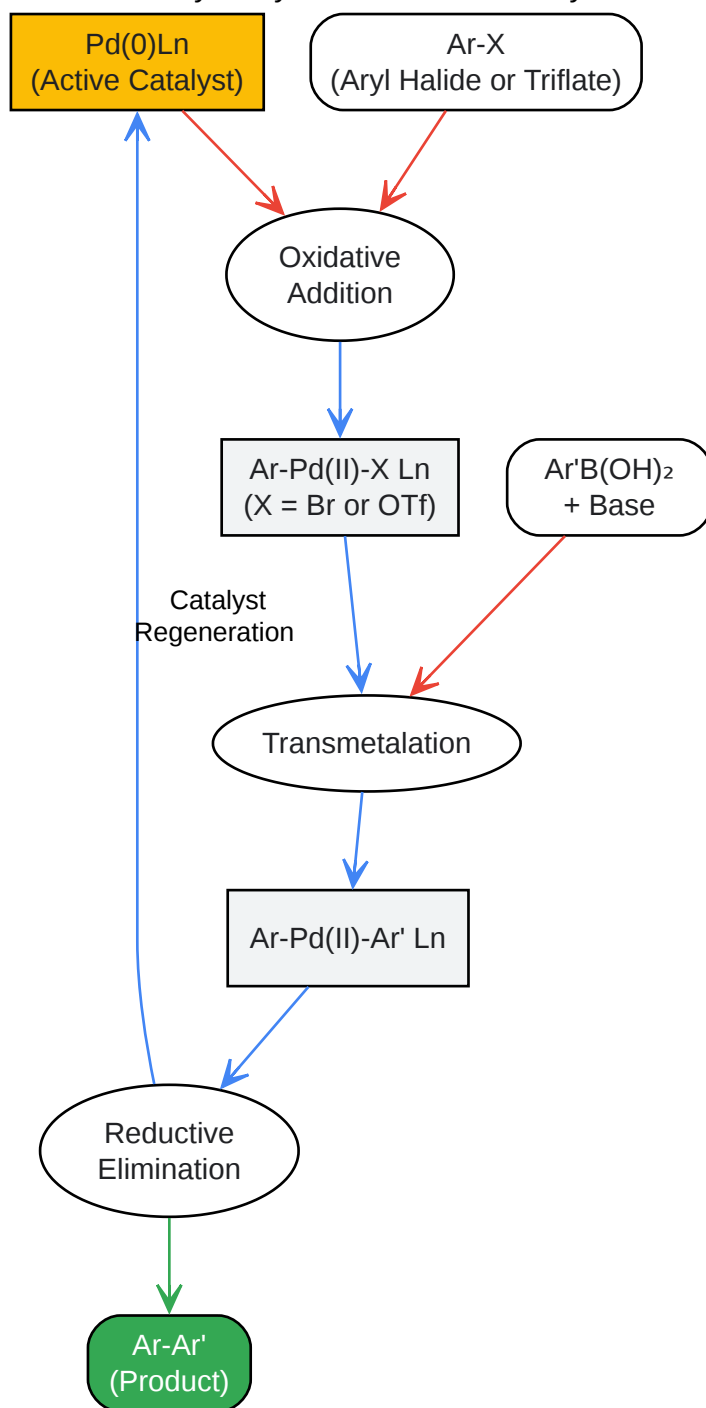 Pd(0)Ln
(Active Catalyst)
Ar-X
(Aryl Halide or Triflate)
Oxidative
Addition
Ar-Pd(II)-X Ln
(X = Br or OTf)
Ar'B(OH)₂
+ Base
Catalyst
Regeneration
Transmetalation
Ar-Pd(II)-Ar' Ln
Reductive
Elimination
Ar-Ar'
(Product)